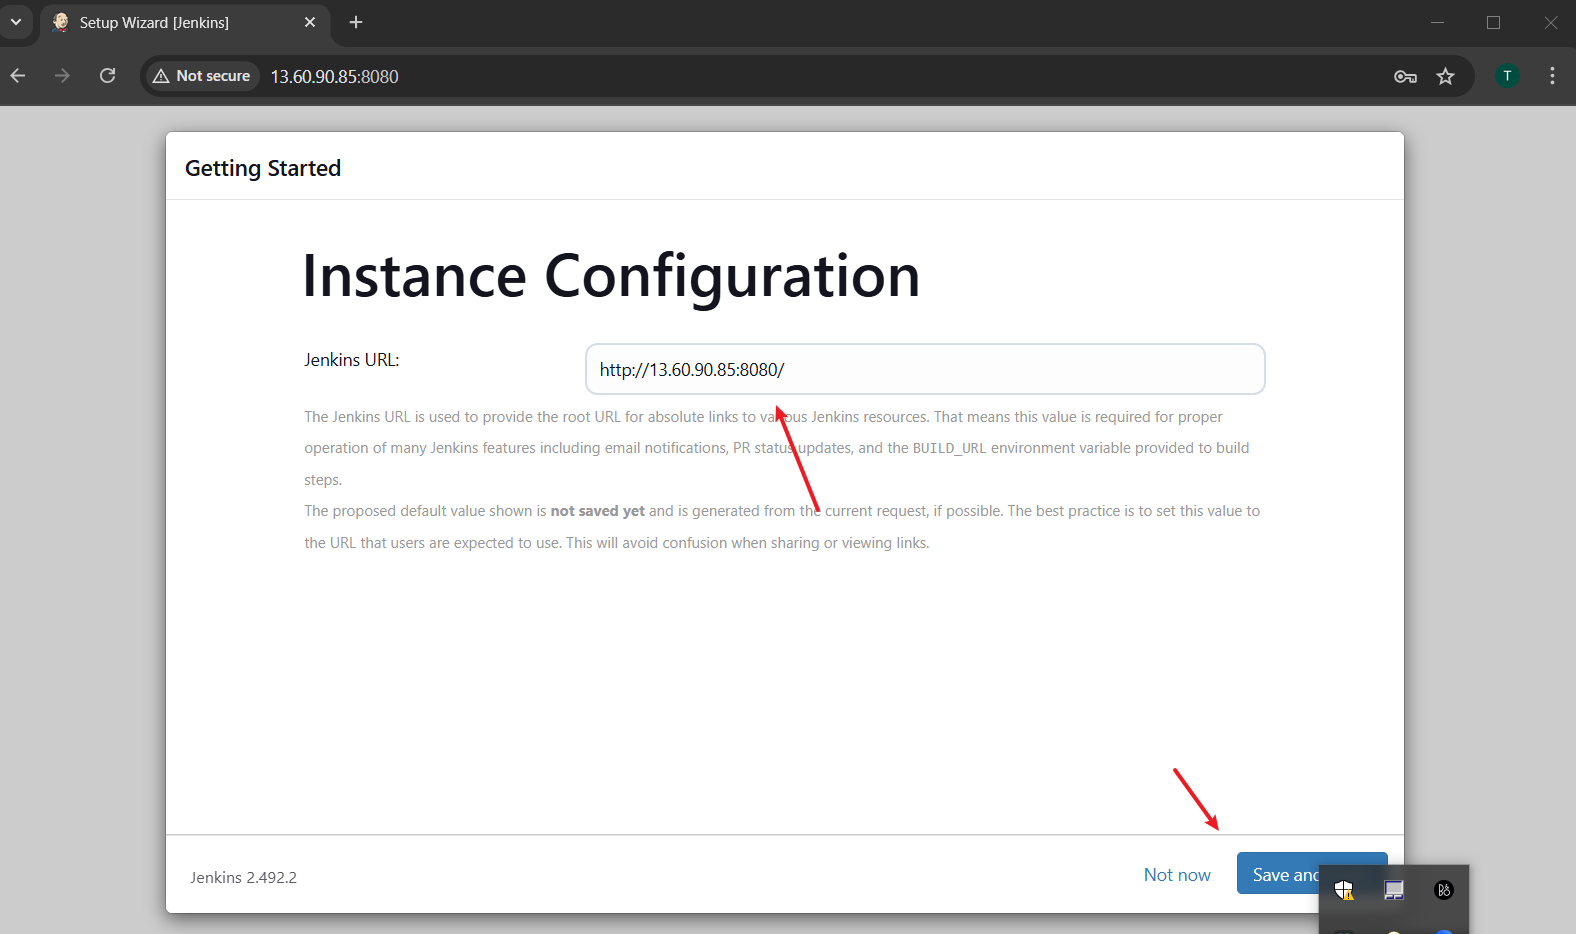 Setup Wizard [Jenkins]
Not secure
13.60.90.85:8080
T
Getting Started
Instance Configuration
Jenkins URL:
http://13.60.90.85:8080/
The Jenkins URL is used to provide the root URL for absolute links to various Jenkins resources. That means this value is required for proper
operation of many Jenkins features including email notifications, PR status updates, and the BUILD_URL environment variable provided to build
steps.
The proposed default value shown is not saved yet and is generated from the current request, if possible. The best practice is to set this value to
the URL that users are expected to use. This will avoid confusion when sharing or viewing links.
Jenkins 2.492.2
Not now
Save and